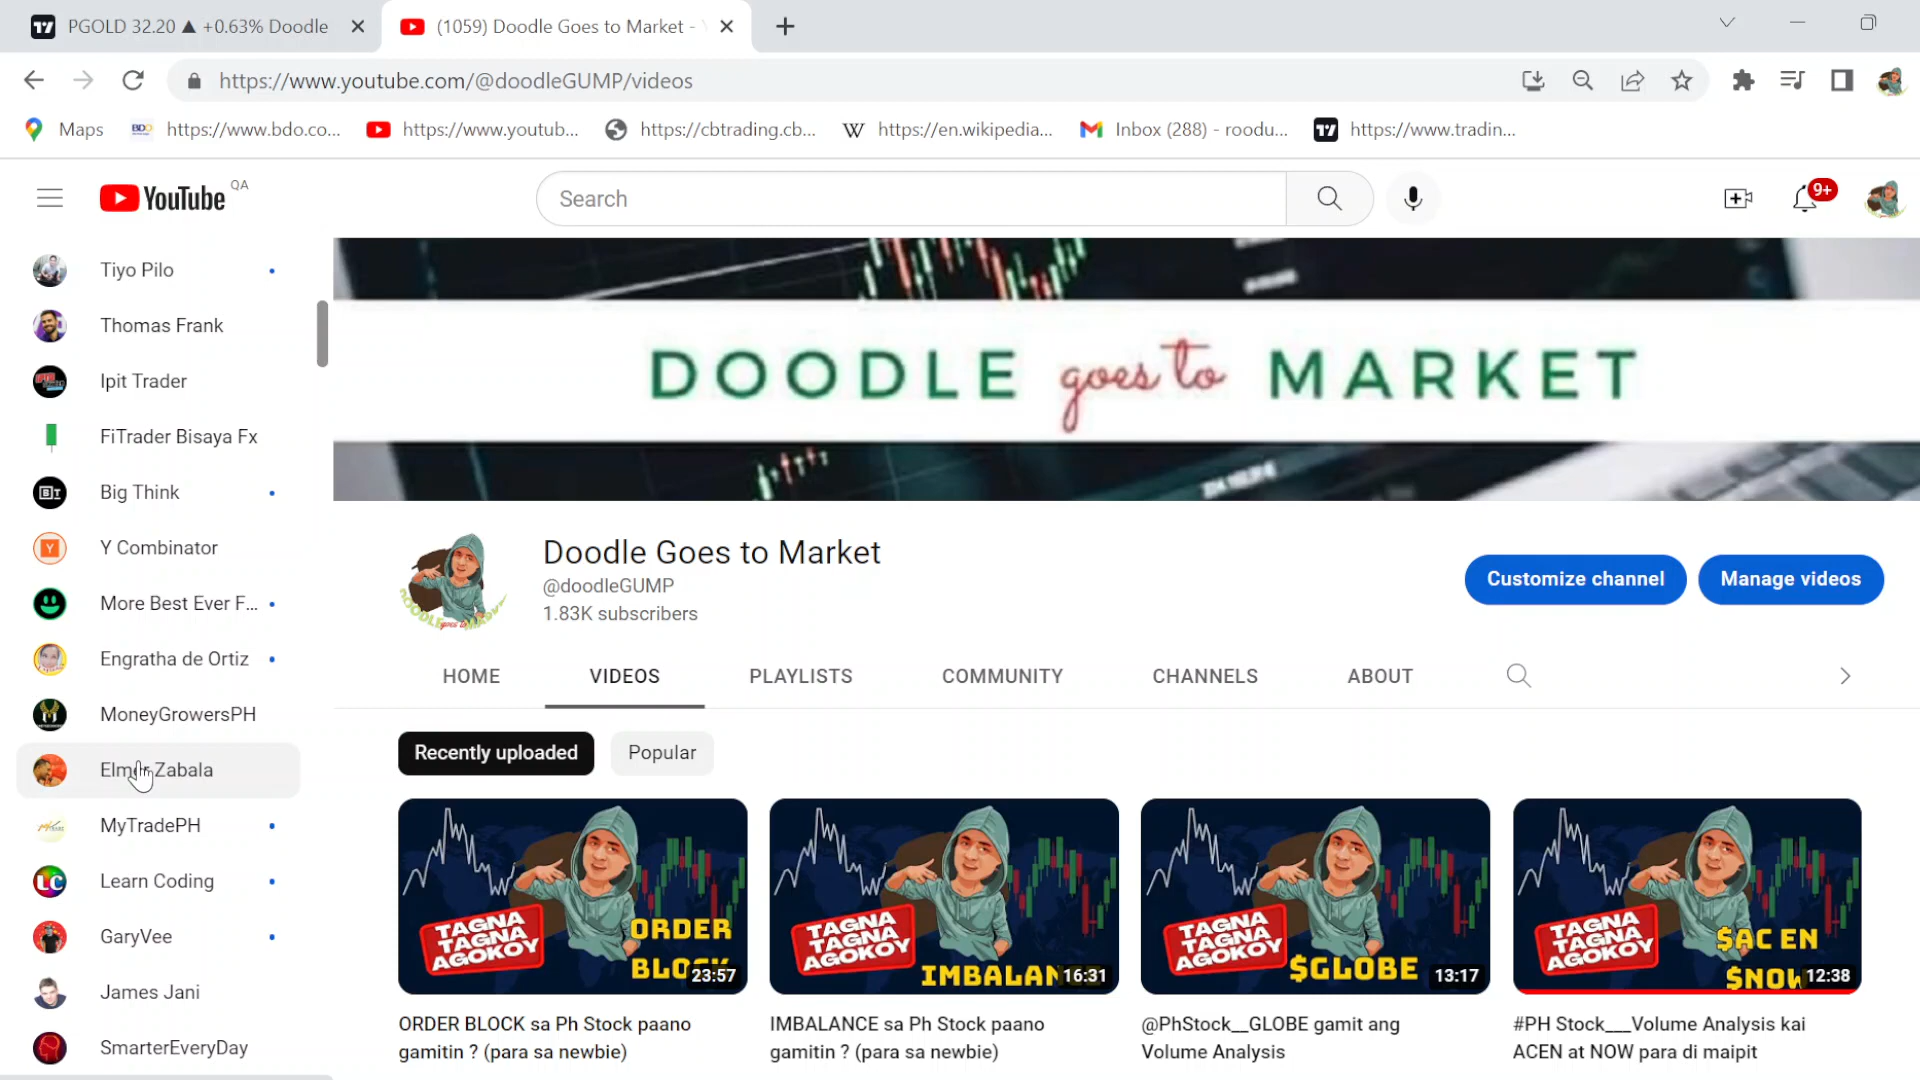 PGOLD 32.20 ▲ +0.63% Doodle
(1059) Doodle Goes to Market -
https://www.youtube.com/@doodleGUMP/videos
Maps
BDO
https://www.bdo.co...
https://www.youtub...
https://cbtrading.cb...
W
https://en.wikipedia...
Inbox (288) - roodu...
https://www.tradin...
YouTube QA
Search
9+
Tiyo Pilo
Thomas Frank
Ipit Trader
FiTrader Bisaya Fx
BT
Big Think
Y
Y Combinator
More Best Ever F...
Engratha de Ortiz
MoneyGrowersPH
Elmer Zabala
MyTradePH
LC
Learn Coding
GaryVee
James Jani
SmarterEveryDay
DOODLE goes to MARKET
Doodle Goes to Market
@doodleGUMP
1.83K subscribers
Customize channel
Manage videos
HOME
VIDEOS
PLAYLISTS
COMMUNITY
CHANNELS
ABOUT
Recently uploaded
Popular
TAGNA
TAGNA
AGOKOY
ORDER
BLOCK
23:57
ORDER BLOCK sa Ph Stock paano
gamitin ? (para sa newbie)
TAGNA
TAGNA
AGOKOY
IMBALAN
16:31
IMBALANCE sa Ph Stock paano
gamitin ? (para sa newbie)
TAGNA
TAGNA
AGOKOY
$GLOBE
13:17
@PhStock__GLOBE gamit ang
Volume Analysis
TAGNA
TAGNA
AGOKOY
$AC EN
$NOW
12:38
#PH Stock___Volume Analysis kai
ACEN at NOW para di maipit